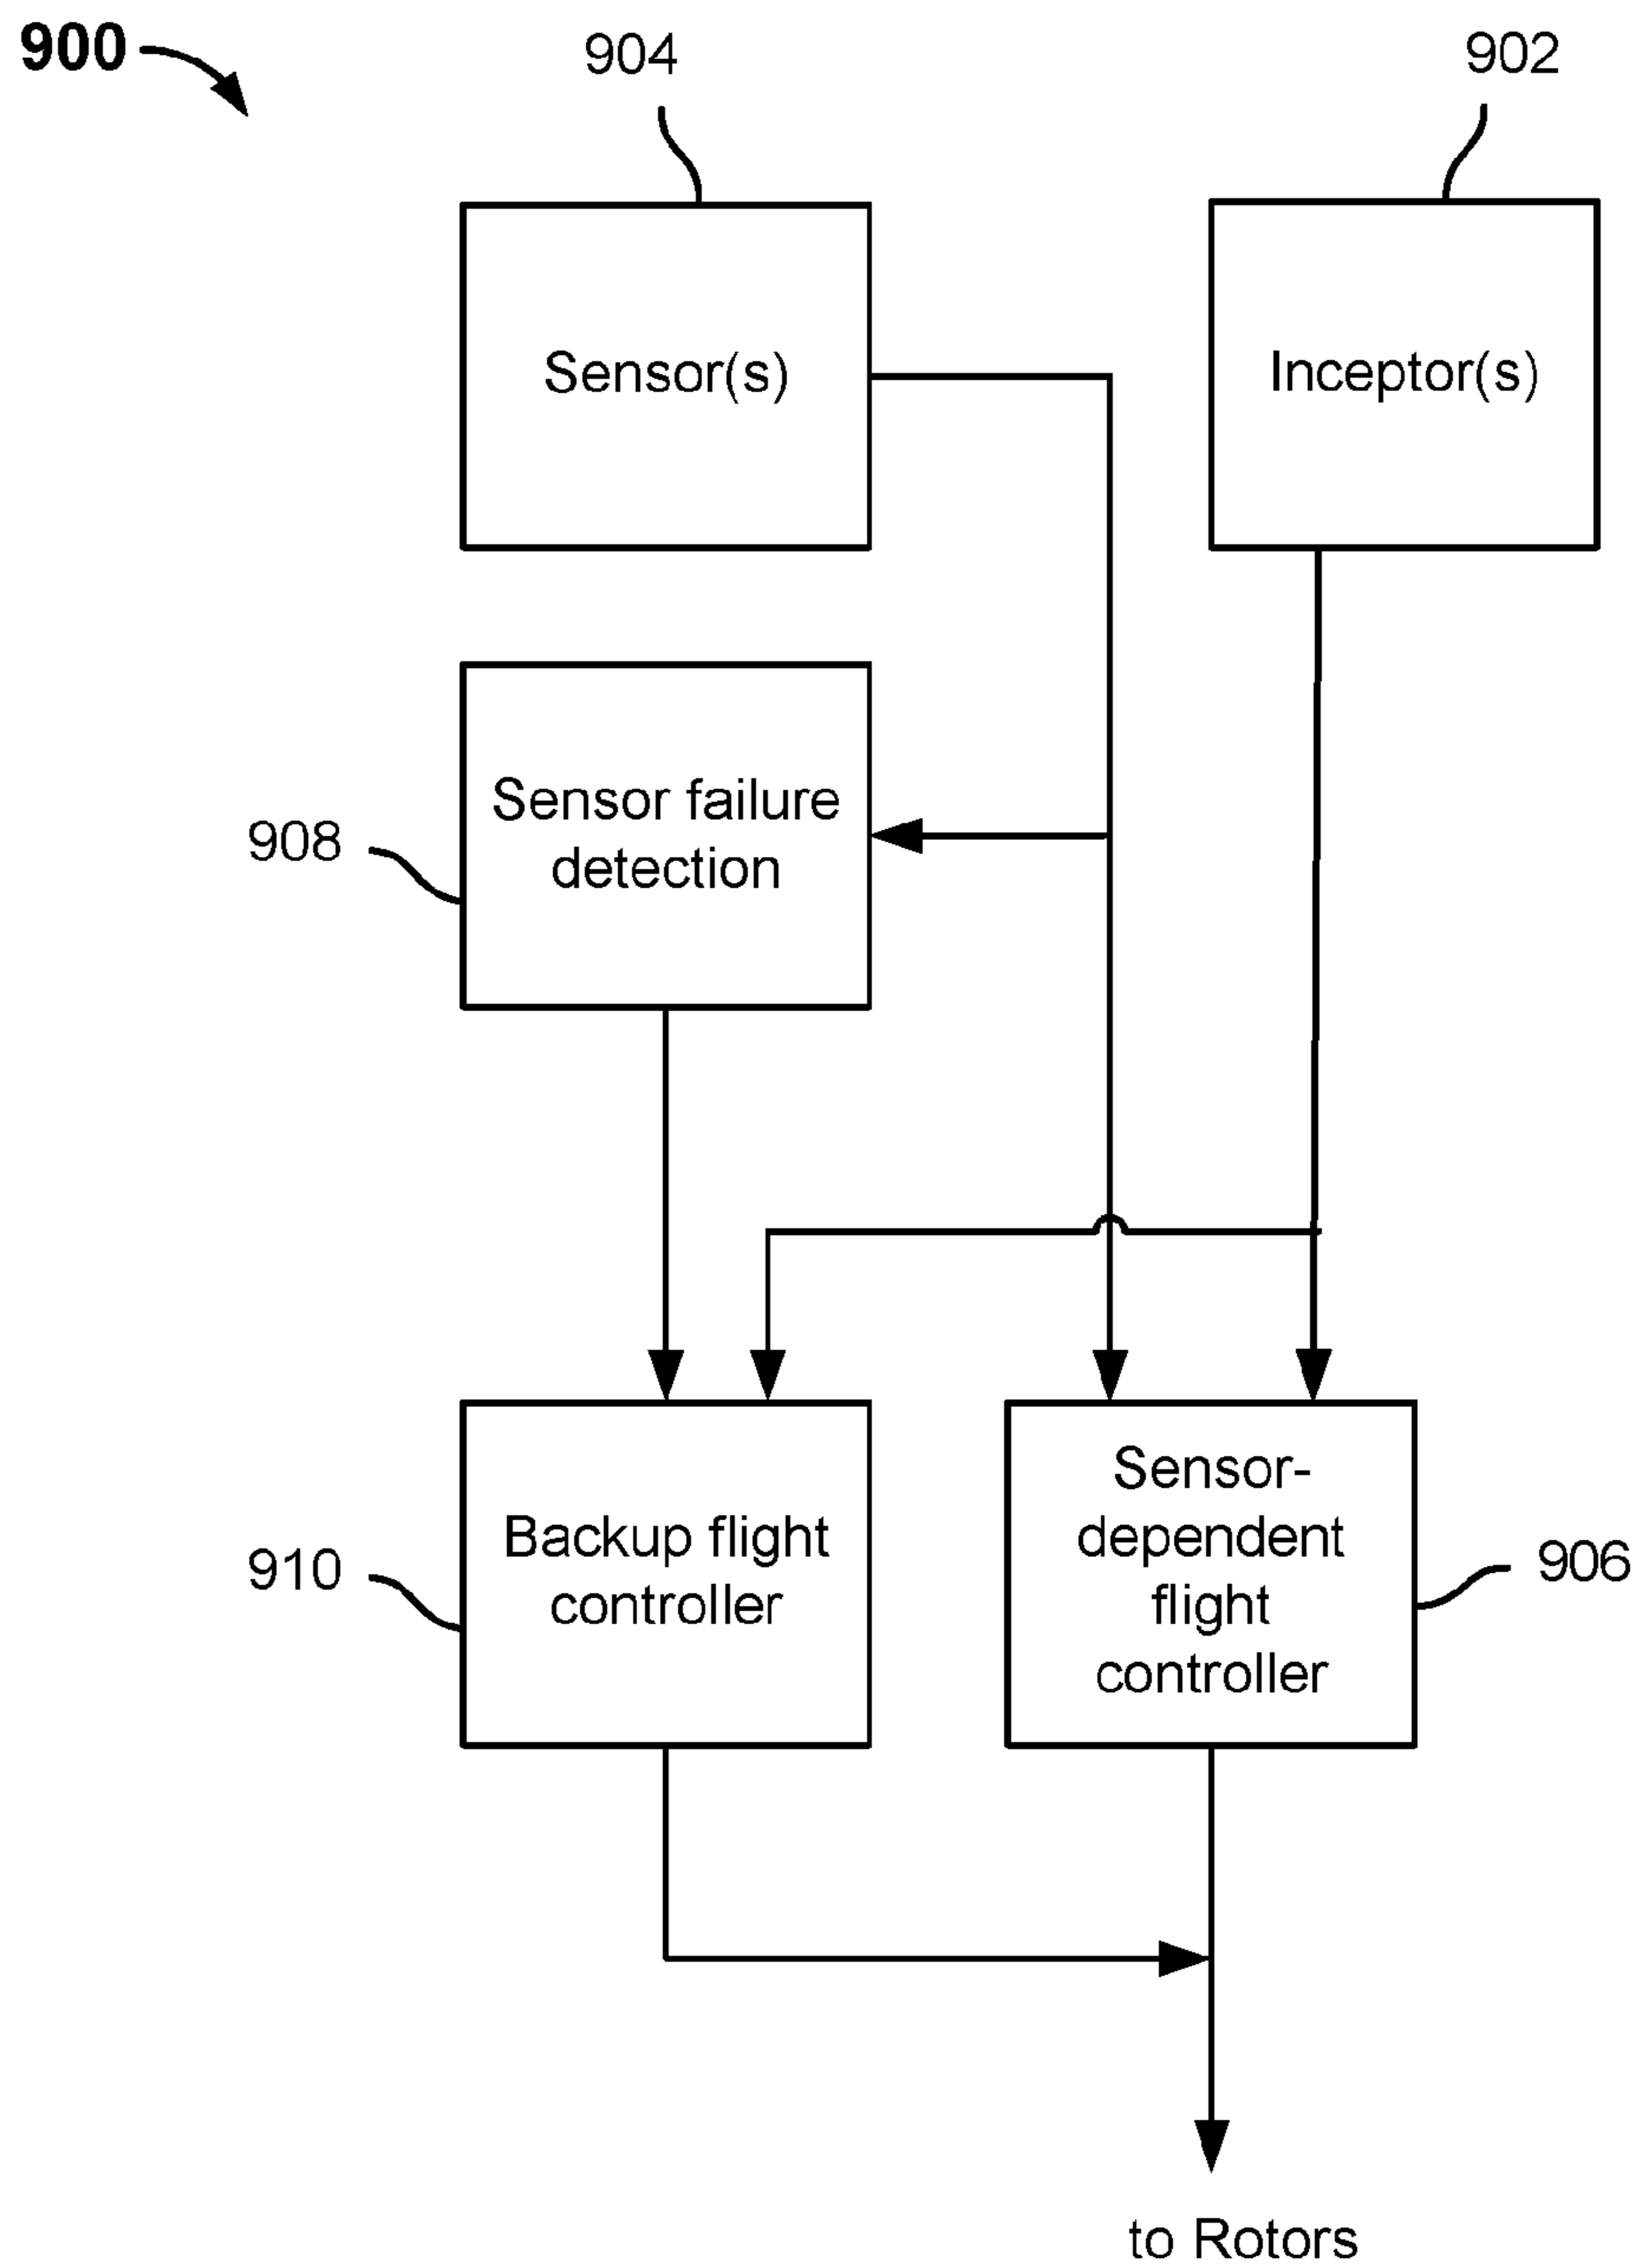 900
904
902
Sensor(s)
Inceptor(s)
908
Sensor failure
detection
910
Backup flight
controller
Sensor-
dependent
flight
controller
906
to Rotors